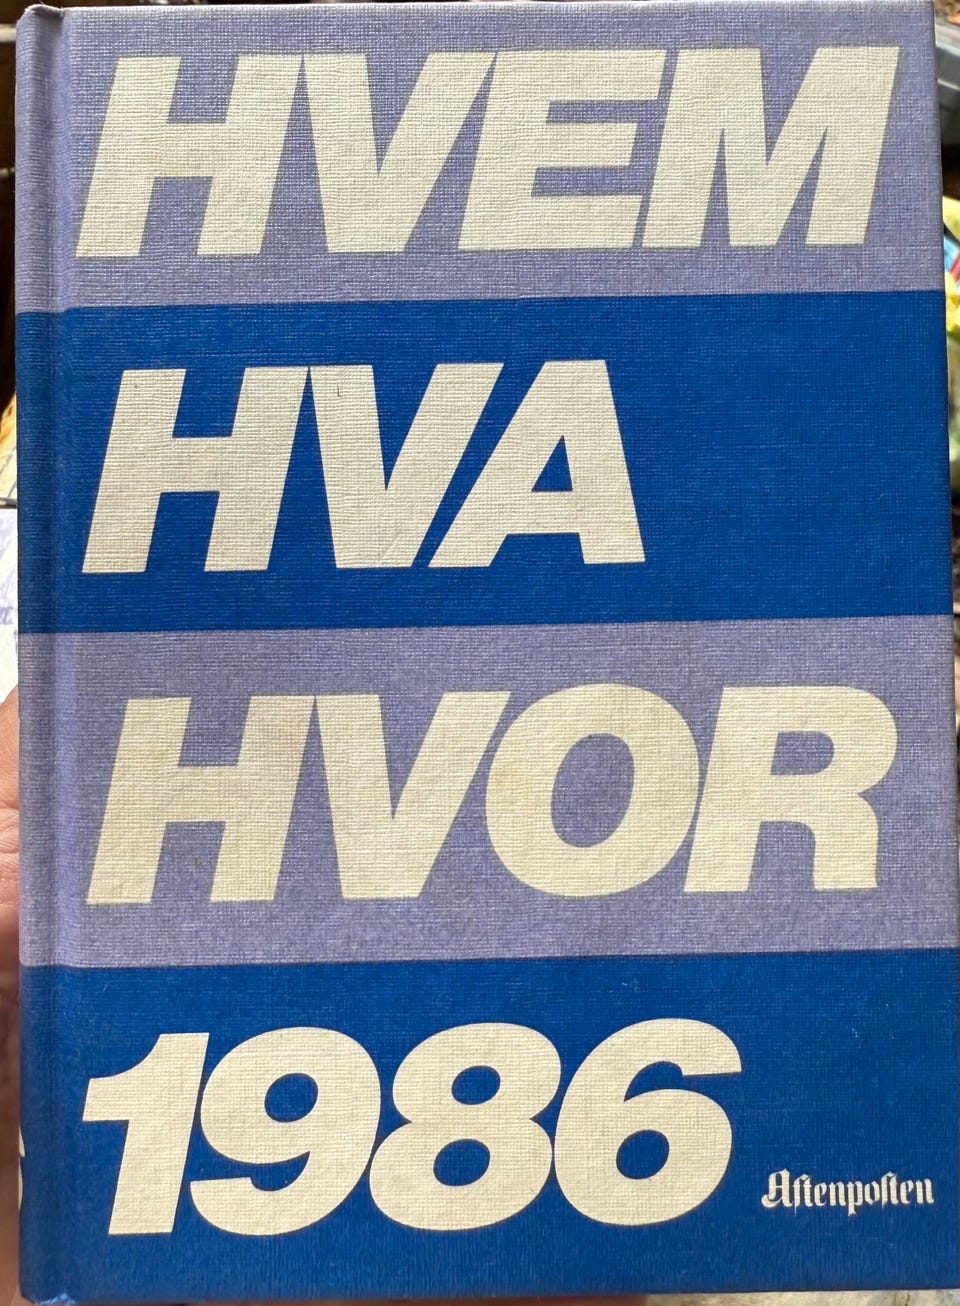 HVEM
HVA
HVOR
1986
Aftenposten